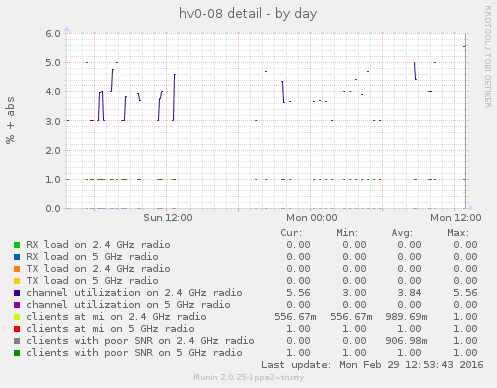 hv0-08 detail - by day
RRDTOOL / TOBI OETIKER
% + abs
6.0
5.0
4.0
3.0
2.0
1.0
0.0
Sun 12:00 Mon 00:00 Mon 12:00
Cur: Min: Avg: Max:
RX load on 2.4 GHz radio 0.00 0.00 0.00 0.00
RX load on 5 GHz radio 0.00 0.00 0.00 0.00
TX load on 2.4 GHz radio 0.00 0.00 0.00 0.00
TX load on 5 GHz radio 0.00 0.00 0.00 0.00
channel utilization on 2.4 GHz radio 5.56 3.00 3.84 5.56
channel utilization on 5 GHz radio 0.00 0.00 0.00 0.00
clients at mi on 2.4 GHz radio 556.67m 556.67m 989.69m 1.00
clients at mi on 5 GHz radio 1.00 1.00 1.00 1.00
clients with poor SNR on 2.4 GHz radio 0.00 0.00 906.98m 1.00
clients with poor SNR on 5 GHz radio 1.00 1.00 1.00 1.00
Last update: Mon Feb 29 12:53:43 2016
Munin 2.0.25-1ppa2~trusty